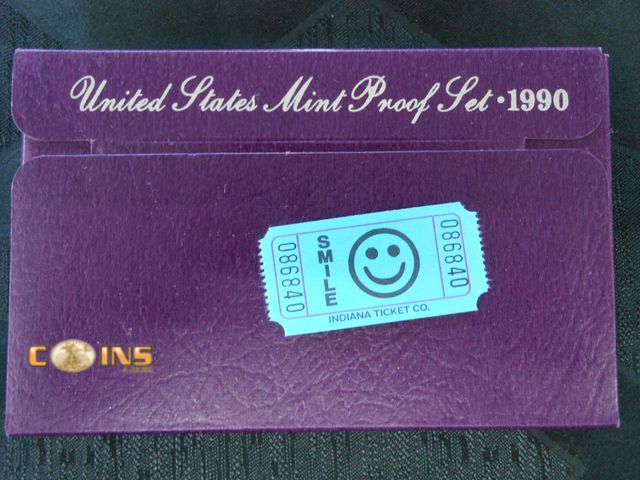 United States Mint Proof Set • 1990
086840
SMILE
086840
INDIANA TICKET CO.
COINS